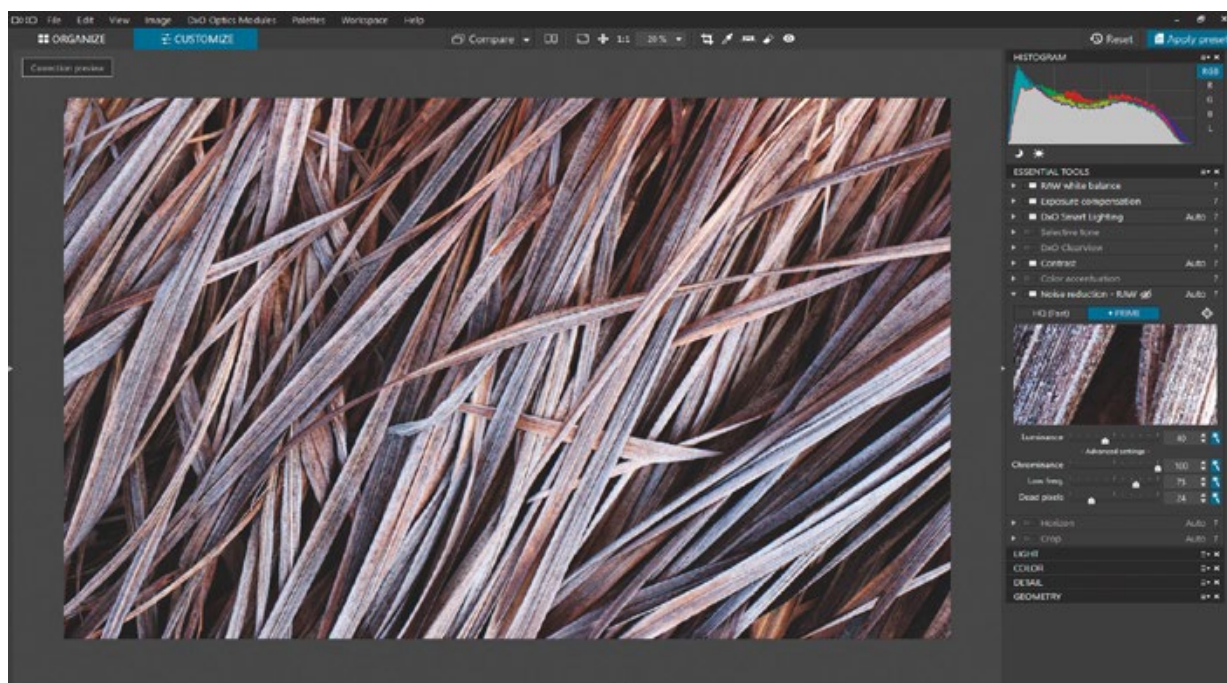 File Edit View Image DxO Optics Modules Palettes Workspace Help
ORGANIZE CUSTOMIZE Compare 1:1 20 % Reset Apply preset
Correction preview
HISTOGRAM
RGB
R
G
B
L
ESSENTIAL TOOLS
RAW white balance ?
Exposure compensation ?
DxO Smart Lighting Auto ?
Selective tone ?
DxO ClearView ?
Contrast Auto ?
Color accentuation ?
Noise reduction - RAW Auto ?
HQ (Fast) PRIME
Luminance 40
- Advanced settings -
Chrominance 100
Low freq. 75
Dead pixels 24
Horizon Auto ?
Crop Auto ?
LIGHT
COLOR
DETAIL
GEOMETRY